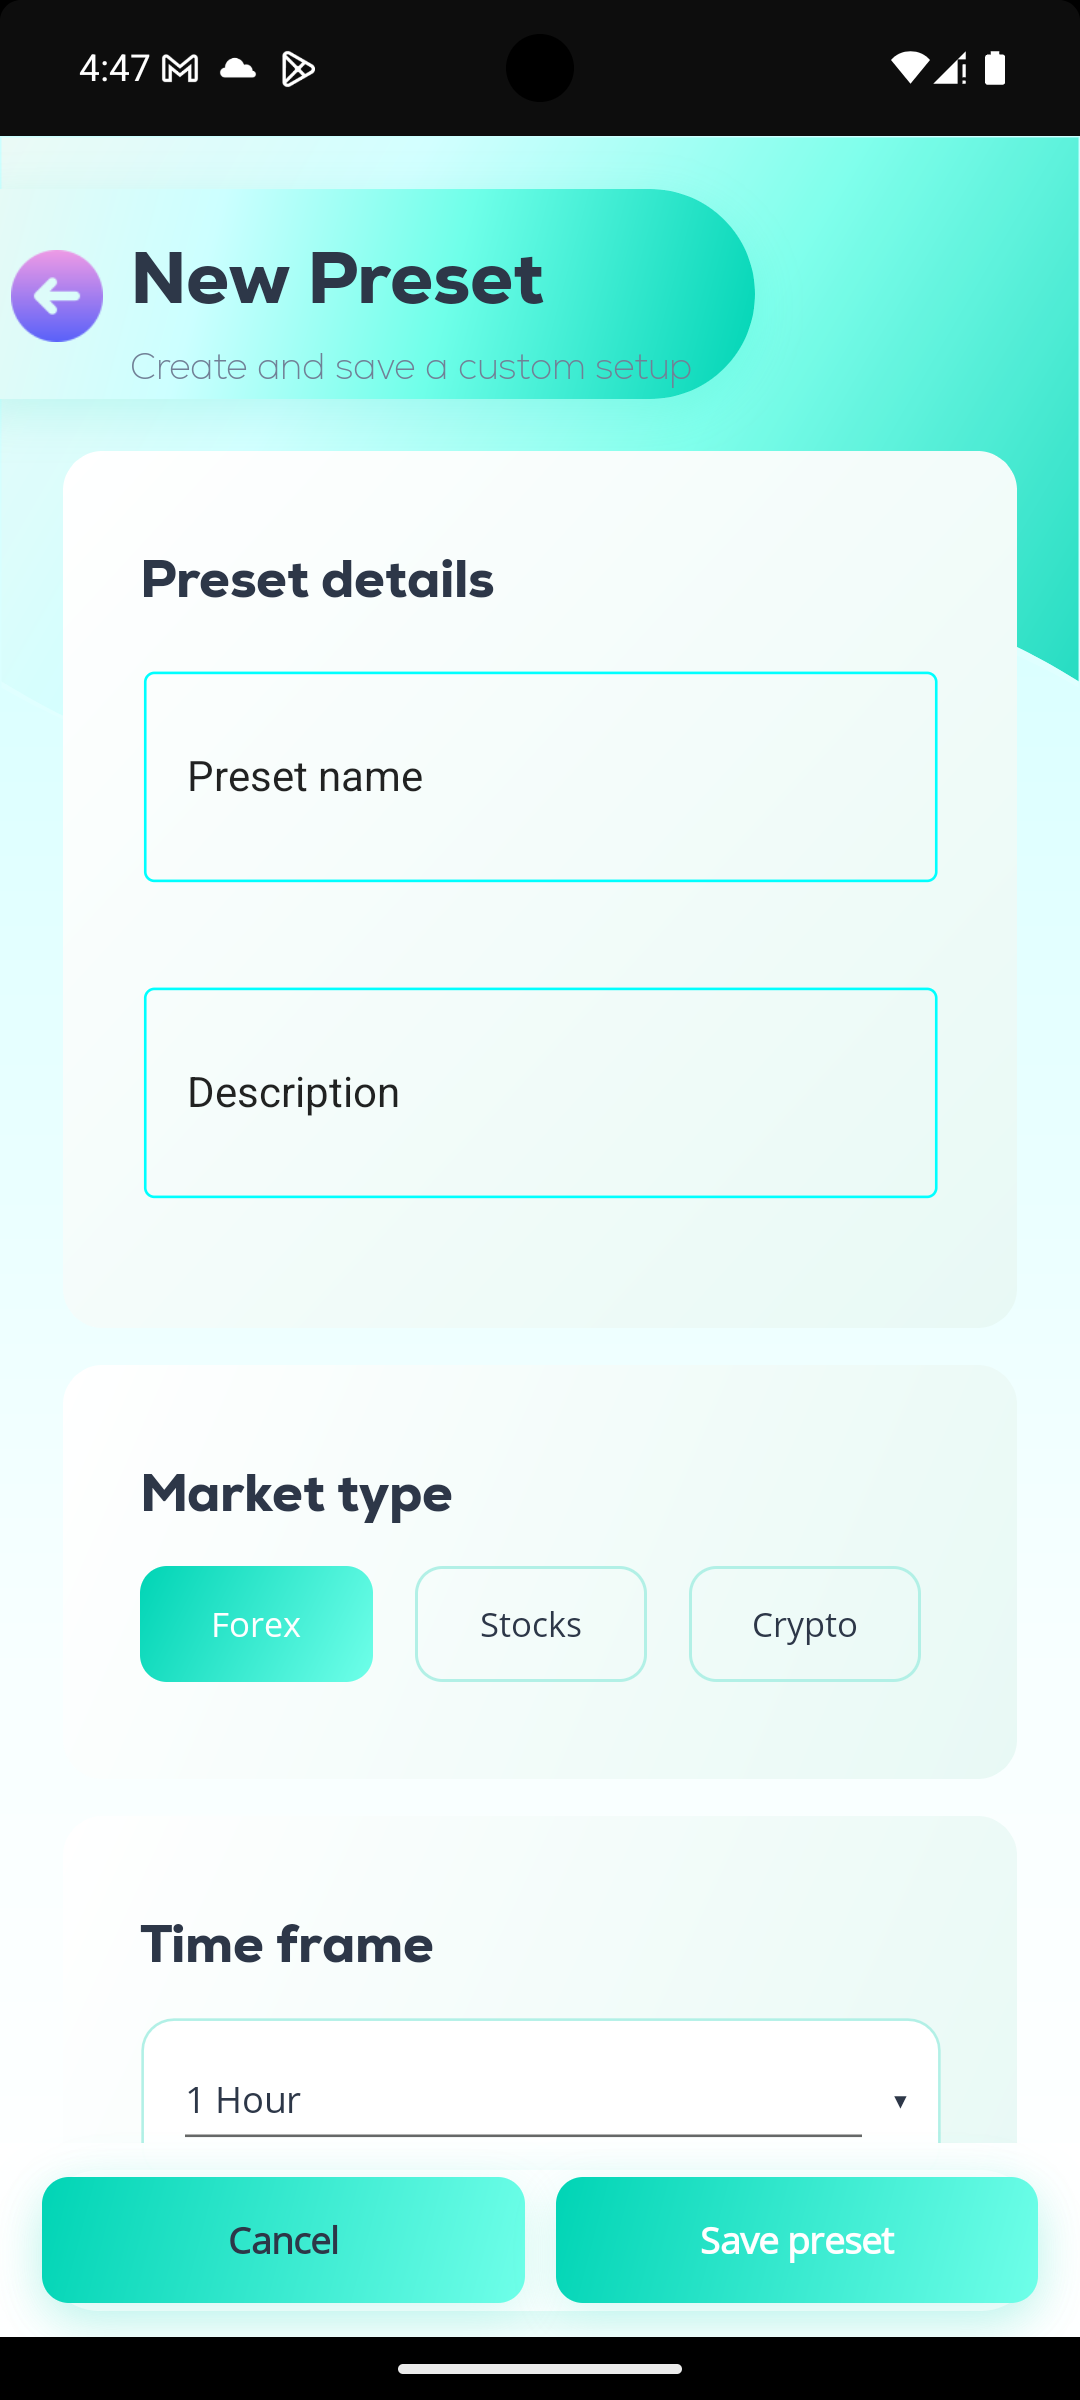 4:47
New Preset
Create and save a custom setup
Preset details
Preset name
Description
Market type
Forex Stocks Crypto
Time frame
1 Hour
Cancel Save preset